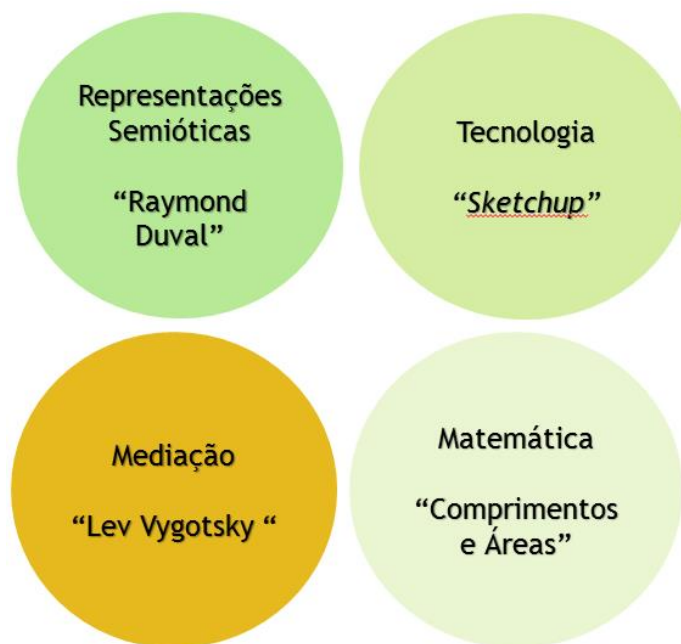 Representações
Semióticas
“Raymond
Duval”
Tecnologia
“Sketchup”
Mediação
“Lev Vygotsky “
Matemática
“Comprimentos
e Áreas”